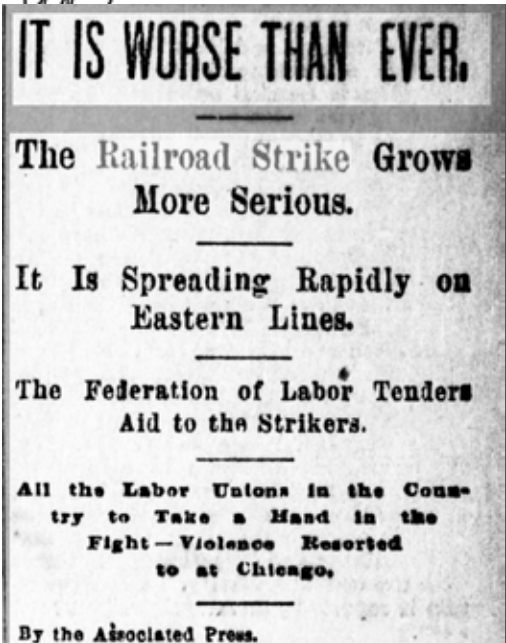 IT IS WORSE THAN EVER.
The Railroad Strike Grows
More Serious.
It Is Spreading Rapidly on
Eastern Lines.
The Federation of Labor Tenders
Aid to the Strikers.
All the Labor Unions in the Coun-
try to Take a Hand in the
Fight—Violence Resorted
to at Chicago.
By the Associated Press.